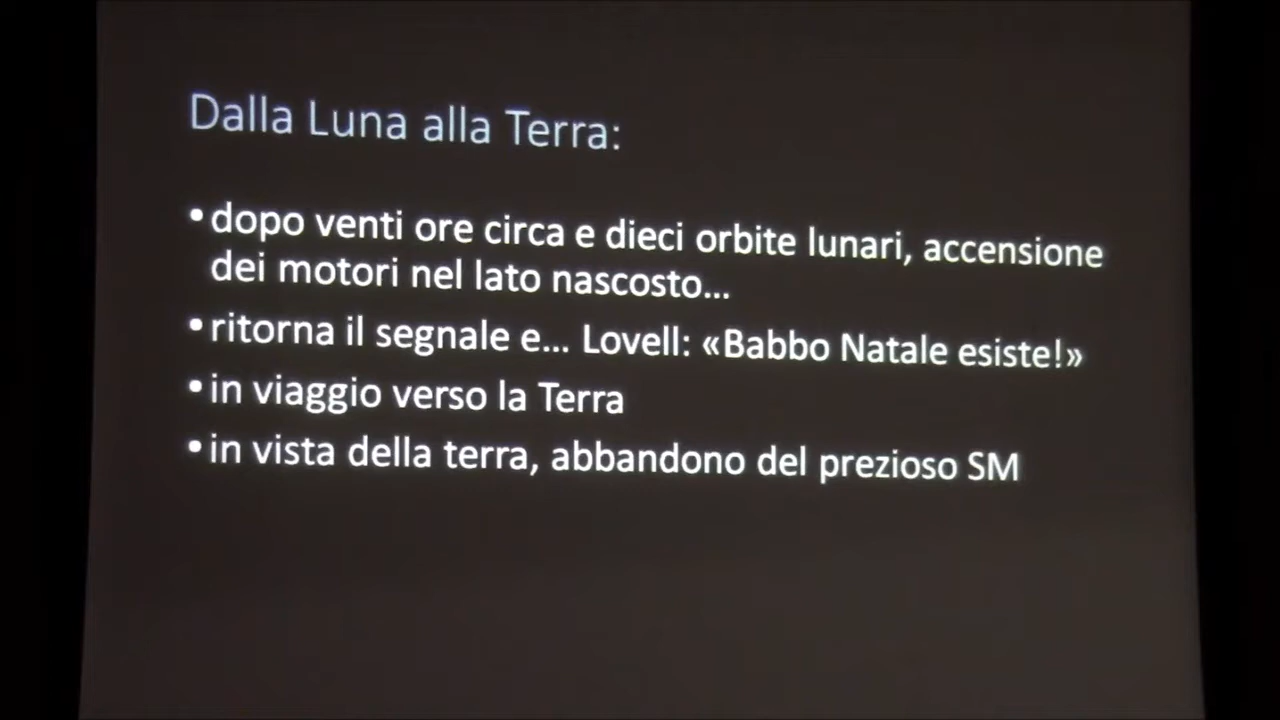 Dalla Luna alla Terra:
• dopo venti ore circa e dieci orbite lunari, accensione
dei motori nel lato nascosto...
• ritorna il segnale e... Lovell: «Babbo Natale esiste!»
• in viaggio verso la Terra
• in vista della terra, abbandono del prezioso SM